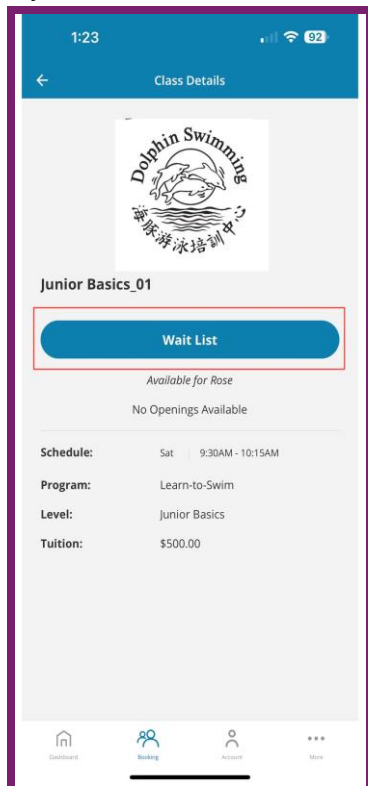 1:23
92
Class Details
Dolphin Swimming
海豚游泳培訓中心
Junior Basics_01
Wait List
Available for Rose
No Openings Available
Schedule: Sat 9:30AM - 10:15AM
Program: Learn-to-Swim
Level: Junior Basics
Tuition: $500.00
Dashboard Booking Account More